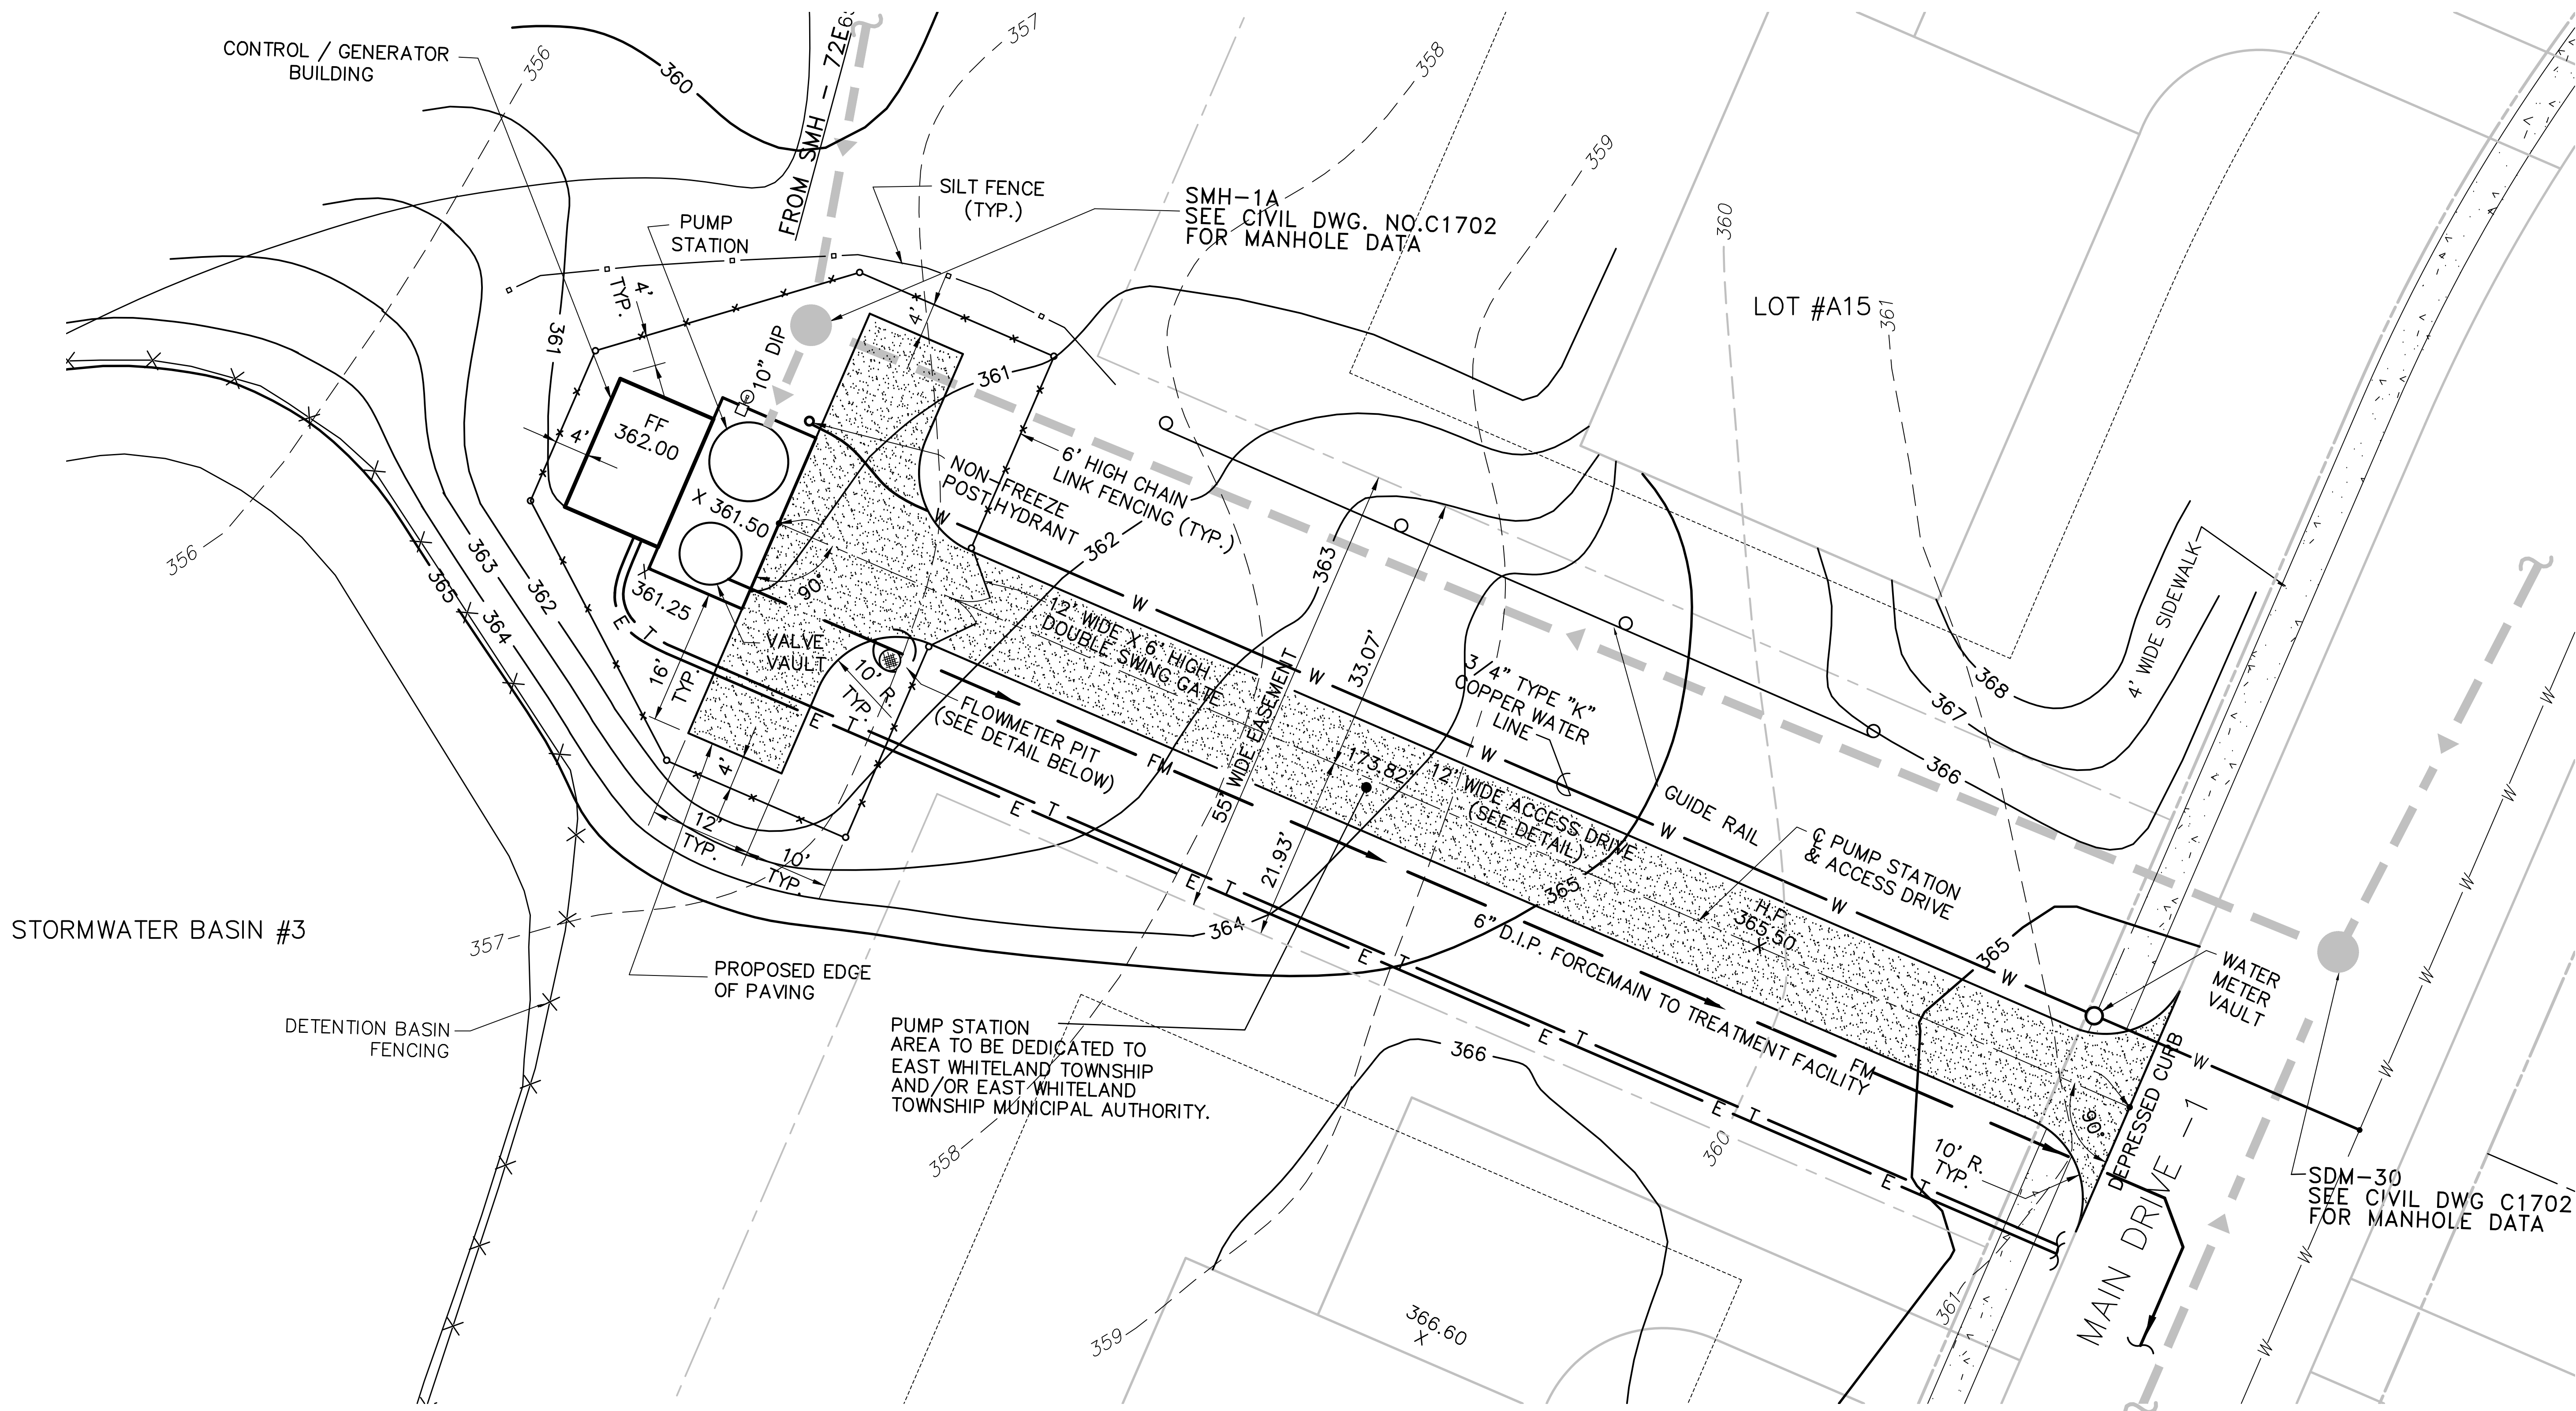 CONTROL / GENERATOR
BUILDING
356
360
FROM SMH - 72E6
357
358
359
360
361
SILT FENCE
(TYP.)
PUMP
STATION
SMH-1A
SEE CIVIL DWG. NO.C1702
FOR MANHOLE DATA
LOT #A15
4'
TYP.
10" DIP
4'
361
361
FF
362.00
4'
X 361.50
X
361.25
90°
NON-FREEZE
POST HYDRANT
6' HIGH CHAIN
LINK FENCING (TYP.)
362
363
356
365
363
364
362
E T
VALVE
VAULT
16'
TYP.
10' R.
TYP.
4'
12'
TYP.
10'
TYP.
12' WIDE X 6' HIGH
DOUBLE SWING GATE
FLOWMETER PIT
(SEE DETAIL BELOW)
W
W
W
W
W
W
W
W
FM
E T
E T
E T
E T
E T
E T
E T
55' WIDE EASEMENT
33.07'
21.93'
173.82'
3/4" TYPE "K"
COPPER WATER
LINE
12' WIDE ACCESS DRIVE
(SEE DETAIL)
GUIDE RAIL
℄ PUMP STATION
& ACCESS DRIVE
368
367
366
4' WIDE SIDEWALK
364
365
H.P.
365.50
X
365
WATER
METER
VAULT
STORMWATER BASIN #3
357
PROPOSED EDGE
OF PAVING
DETENTION BASIN
FENCING
6" D.I.P. FORCEMAIN TO TREATMENT FACILITY
FM
PUMP STATION
AREA TO BE DEDICATED TO
EAST WHITELAND TOWNSHIP
AND/OR EAST WHITELAND
TOWNSHIP MUNICIPAL AUTHORITY.
366
358
360
359
361
366.60
X
10' R.
TYP.
90°
DEPRESSED CURB
MAIN DRIVE -1
SDM-30
SEE CIVIL DWG C1702
FOR MANHOLE DATA
W
W
W
W
W
W
W